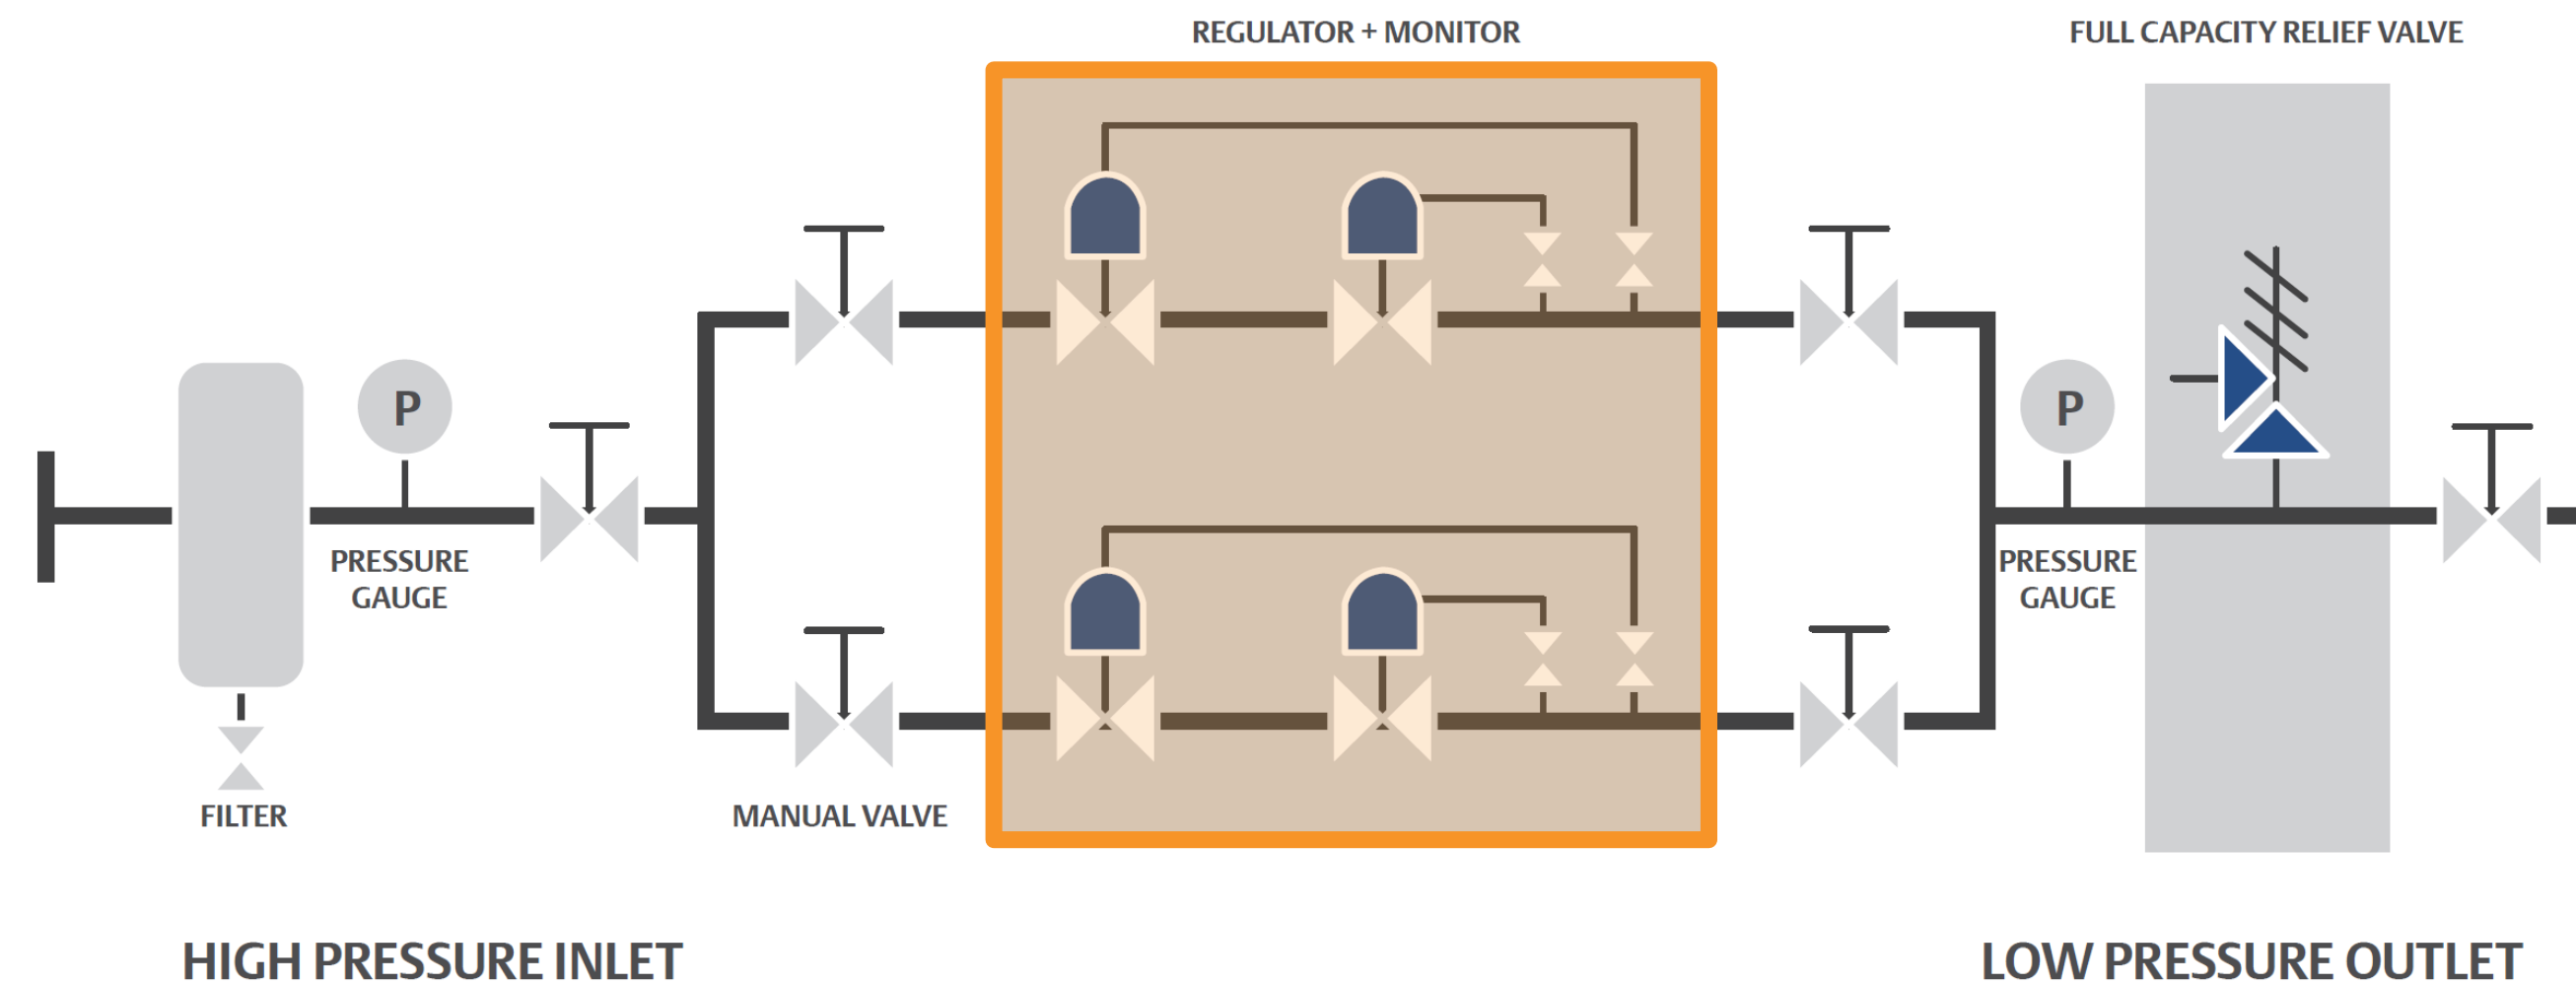 REGULATOR + MONITOR
FULL CAPACITY RELIEF VALVE
P
P
PRESSURE
GAUGE
PRESSURE
GAUGE
FILTER
MANUAL VALVE
HIGH PRESSURE INLET
LOW PRESSURE OUTLET